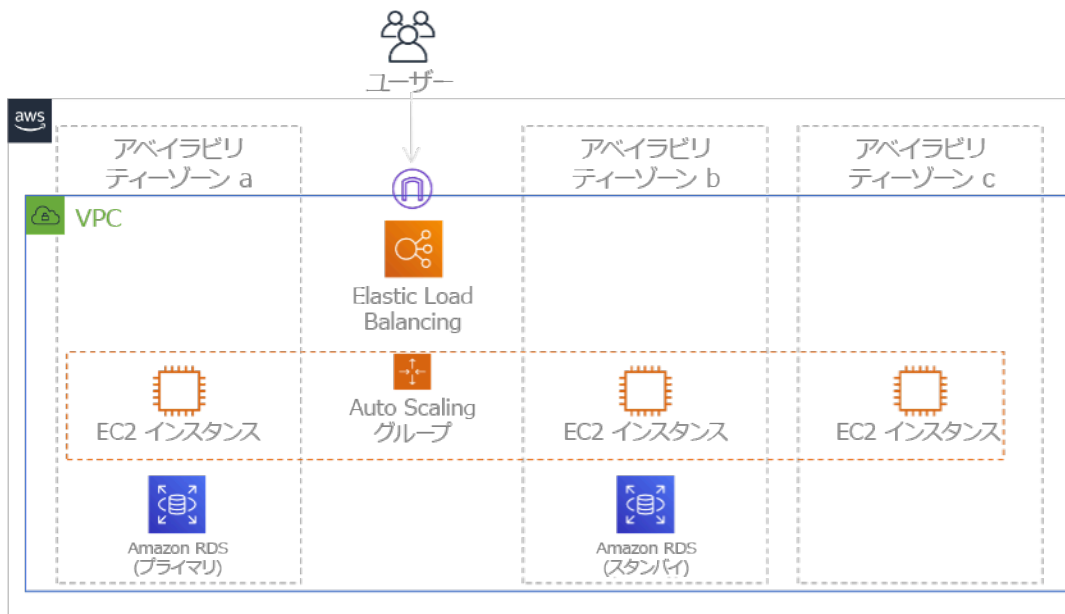 ユーザー
aws
アベイラビリ
ティーゾーン a
アベイラビリ
ティーゾーン b
アベイラビリ
ティーゾーン c
VPC
Elastic Load
Balancing
Auto Scaling
グループ
EC2 インスタンス
EC2 インスタンス
EC2 インスタンス
Amazon RDS
(プライマリ)
Amazon RDS
(スタンバイ)